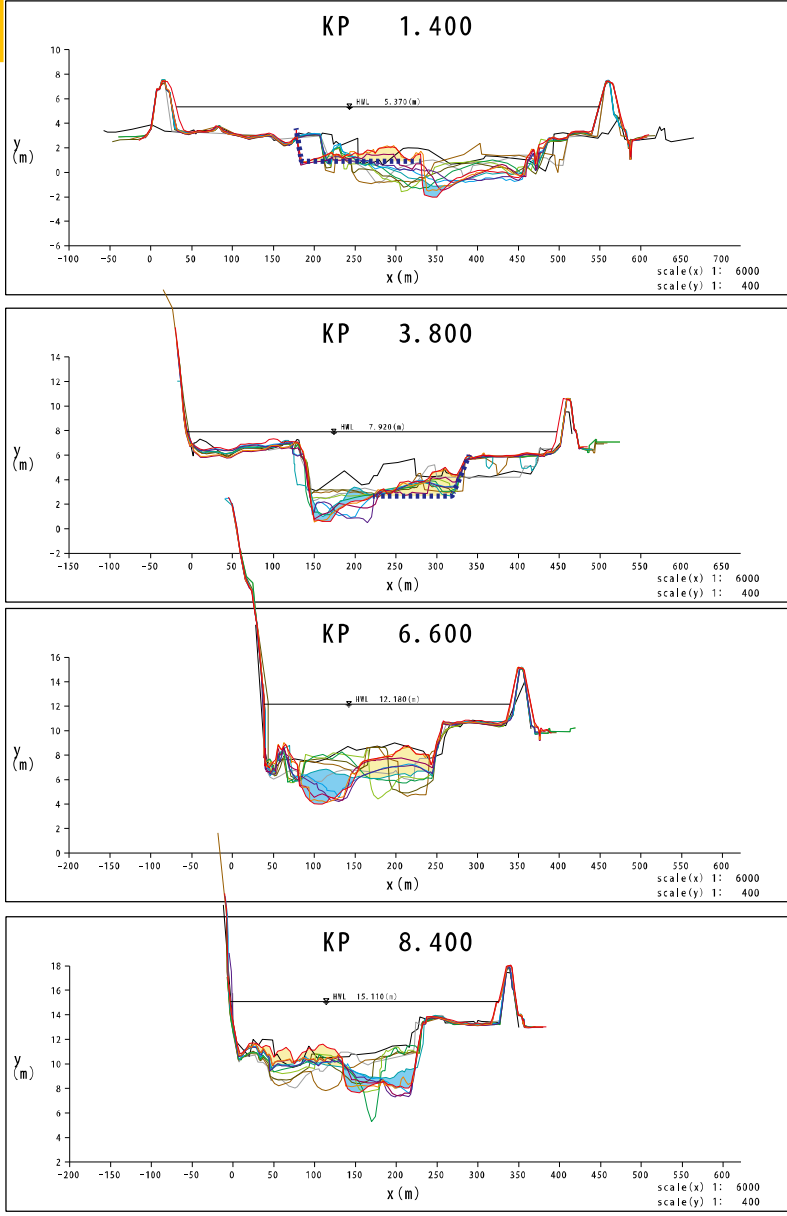 KP 1.400
10
8
HWL 5.370(m)
6
y
(m)
4
2
0
-2
-4
-6
-100 -50 0 50 100 150 200 250 300 350 400 450 500 550 600 650 700
x(m)
scale(x) 1: 6000
scale(y) 1: 400
KP 3.800
14
12
10
HWL 7.920(m)
8
y
(m)
6
4
2
0
-2
-150 -100 -50 0 50 100 150 200 250 300 350 400 450 500 550 600 650
x(m)
scale(x) 1: 6000
scale(y) 1: 400
KP 6.600
16
14
HWL 12.180(m)
12
10
y
(m)
8
6
4
2
0
-200 -150 -100 -50 0 50 100 150 200 250 300 350 400 450 500 550 600
x(m)
scale(x) 1: 6000
scale(y) 1: 400
KP 8.400
18
16
HWL 15.110(m)
14
12
y
(m)
10
8
6
4
2
-200 -150 -100 -50 0 50 100 150 200 250 300 350 400 450 500 550 600
x(m)
scale(x) 1: 6000
scale(y) 1: 400